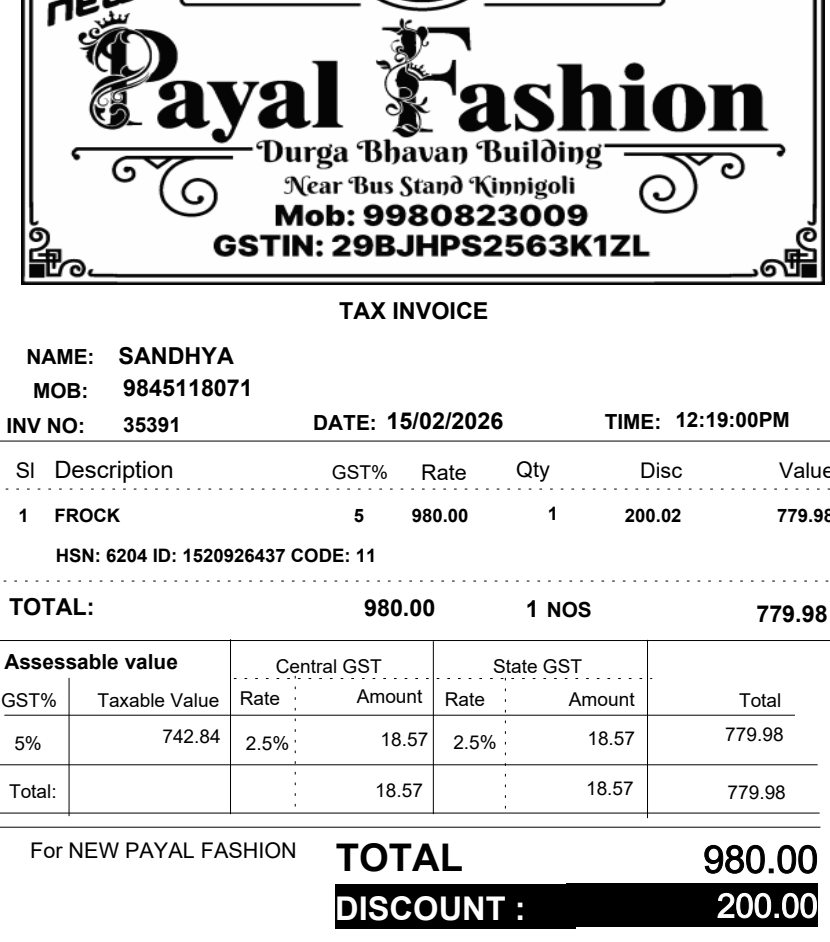 new
Payal Fashion
Durga Bhavan Building
Near Bus Stand Kinnigoli
Mob: 9980823009
GSTIN: 29BJHPS2563K1ZL
TAX INVOICE
NAME: SANDHYA
MOB: 9845118071
INV NO: 35391 DATE: 15/02/2026 TIME: 12:19:00PM
Sl Description GST% Rate Qty Disc Value
1 FROCK 5 980.00 1 200.02 779.98
HSN: 6204 ID: 1520926437 CODE: 11
TOTAL: 980.00 1 NOS 779.98
Assessable value Central GST State GST
GST% Taxable Value Rate Amount Rate Amount Total
5% 742.84 2.5% 18.57 2.5% 18.57 779.98
Total: 18.57 18.57 779.98
For NEW PAYAL FASHION TOTAL 980.00
DISCOUNT : 200.00